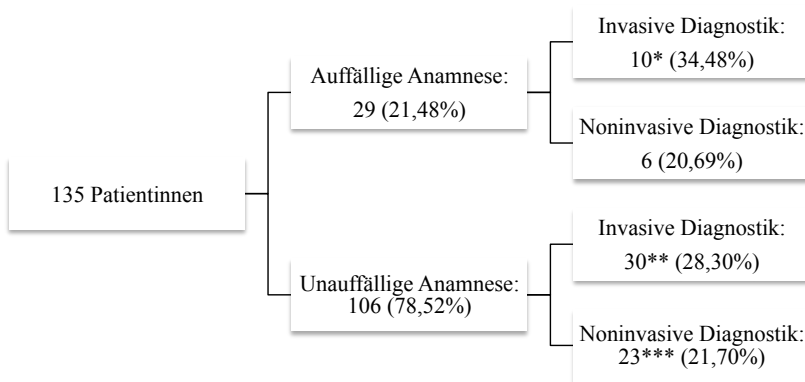 135 Patientinnen
Auffällige Anamnese:
29 (21,48%)
Invasive Diagnostik:
10* (34,48%)
Noninvasive Diagnostik:
6 (20,69%)
Unauffällige Anamnese:
106 (78,52%)
Invasive Diagnostik:
30** (28,30%)
Noninvasive Diagnostik:
23*** (21,70%)